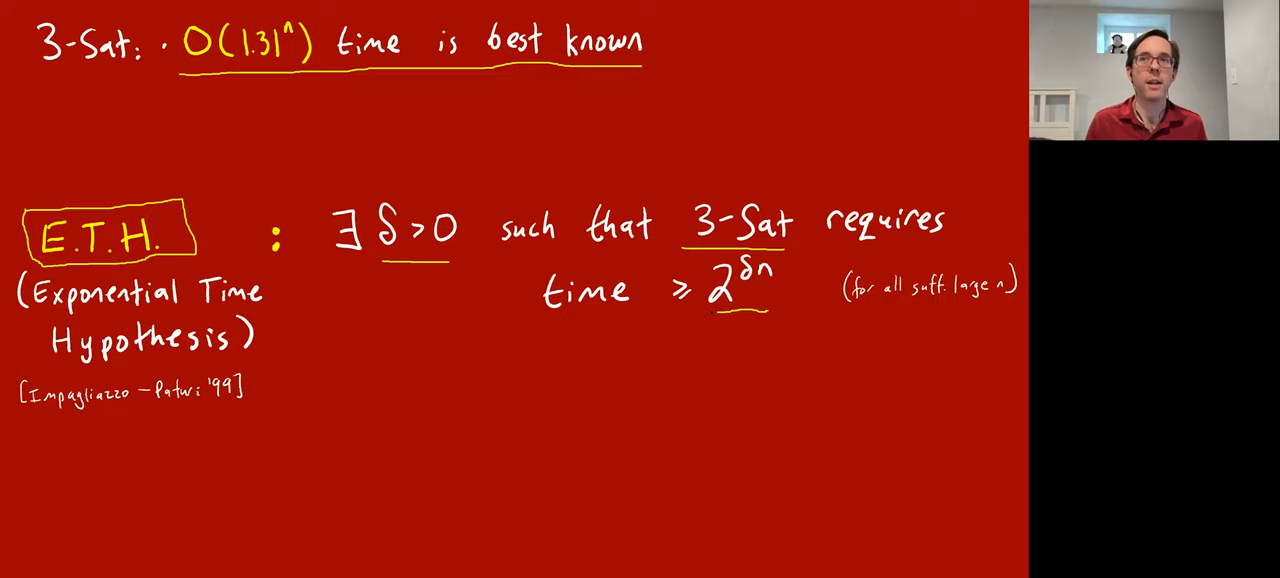 3-Sat: · O(1.31^n) time is best known
E.T.H. : ∃ δ > 0 such that 3-Sat requires
(Exponential Time
time ≥ 2^{δn} (for all suff. large n)
Hypothesis)
[Impagliazzo - Paturi '99]